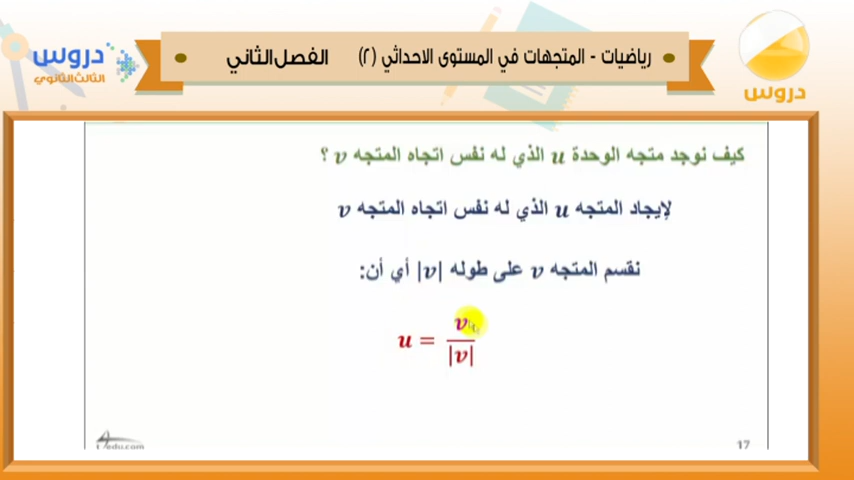 دروس
الثالث الثانوي
رياضيات - المتجهات في المستوى الاحداثي (٢) الفصل الثاني
دروس
كيف نوجد متجه الوحدة u الذي له نفس اتجاه المتجه v ؟
لإيجاد المتجه u الذي له نفس اتجاه المتجه v
نقسم المتجه v على طوله |v| أي أن:
u = v / |v|
17